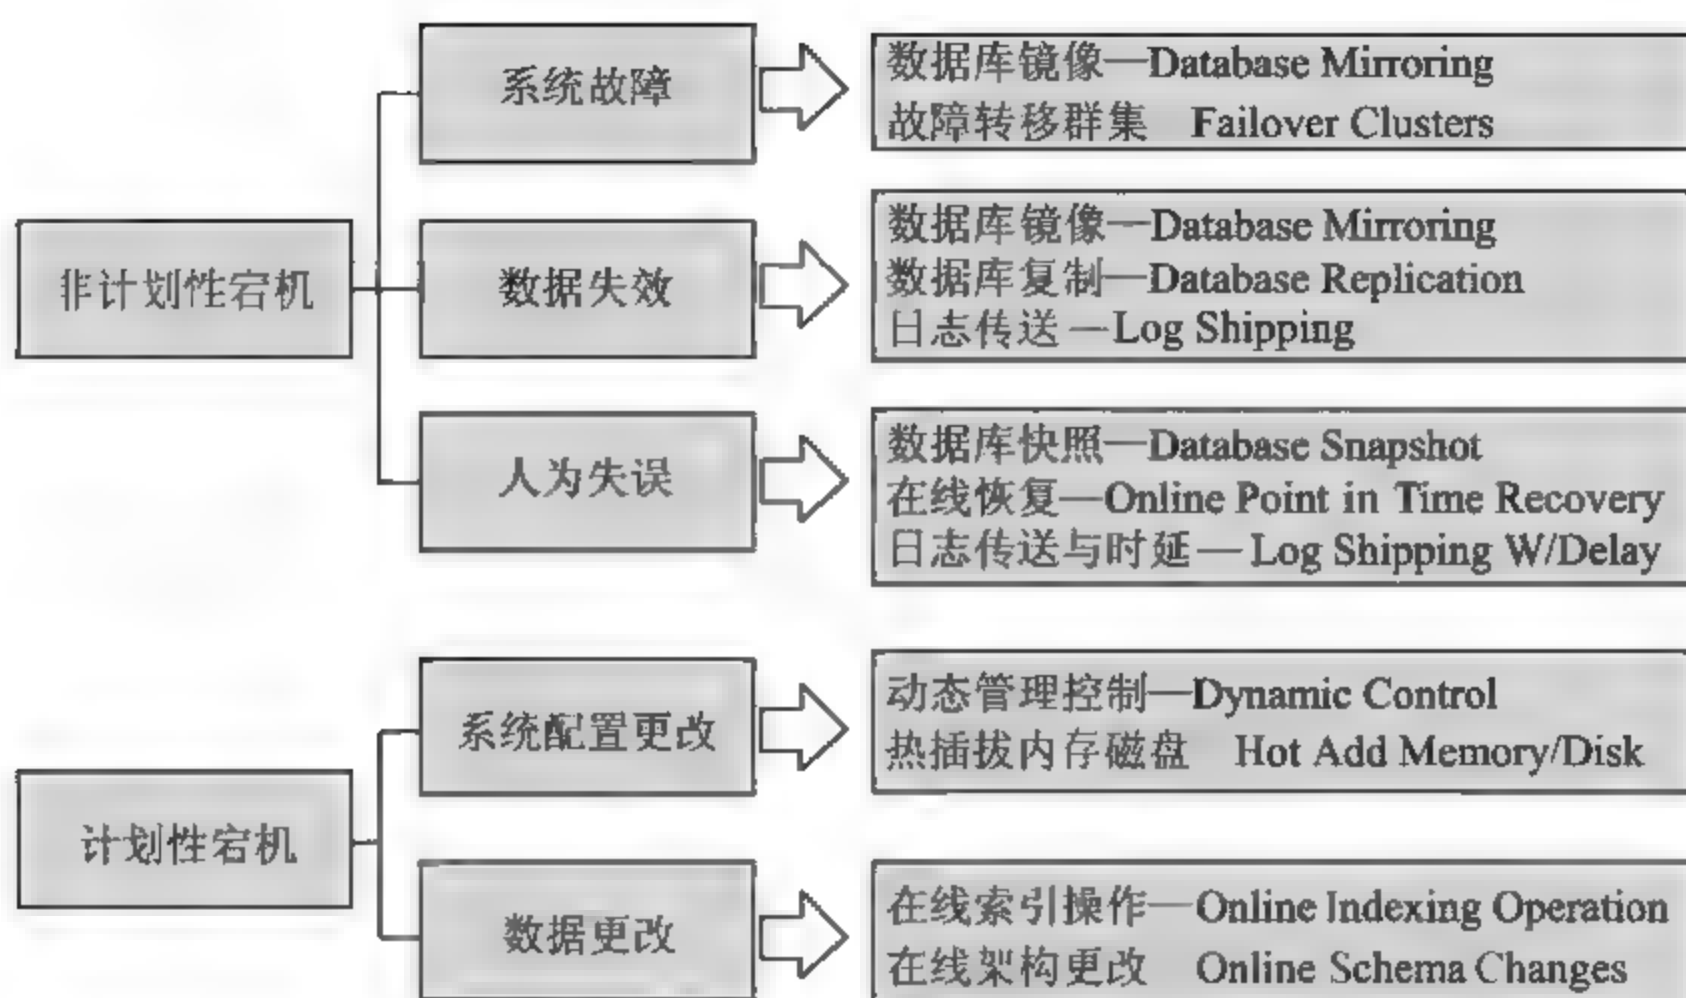 非计划性宕机
系统故障
数据库镜像—Database Mirroring
故障转移群集 Failover Clusters
数据失效
数据库镜像—Database Mirroring
数据库复制—Database Replication
日志传送—Log Shipping
人为失误
数据库快照—Database Snapshot
在线恢复—Online Point in Time Recovery
日志传送与时延—Log Shipping W/Delay
计划性宕机
系统配置更改
动态管理控制—Dynamic Control
热插拔内存磁盘 Hot Add Memory/Disk
数据更改
在线索引操作—Online Indexing Operation
在线架构更改 Online Schema Changes